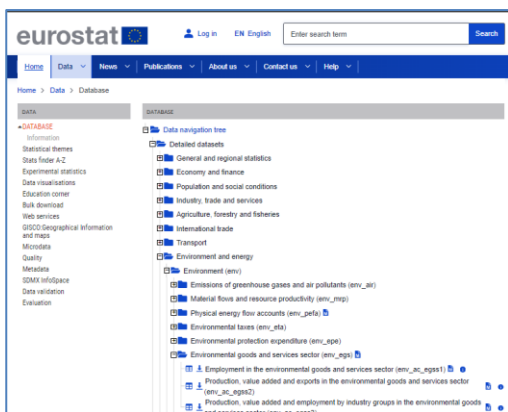 eurostat
Log in
EN English
Enter search term
Search
Home
Data
News
Publications
About us
Contact us
Help
Home > Data > Database
DATA
DATABASE
Information
Statistical themes
Stats finder A-Z
Experimental statistics
Data visualisations
Education corner
Bulk download
Web services
GISCO:Geographical Information
and maps
Microdata
Quality
Metadata
SDMX InfoSpace
Data validation
Evaluation
DATABASE
Data navigation tree
Detailed datasets
General and regional statistics
Economy and finance
Population and social conditions
Industry, trade and services
Agriculture, forestry and fisheries
International trade
Transport
Environment and energy
Environment (env)
Emissions of greenhouse gases and air pollutants (env_air)
Material flows and resource productivity (env_mrp)
Physical energy flow accounts (env_pefa)
Environmental taxes (env_eta)
Environmental protection expenditure (env_epe)
Environmental goods and services sector (env_egs)
Employment in the environmental goods and services sector (env_ac_egss1)
Production, value added and exports in the environmental goods and services sector
(env_ac_egss2)
Production, value added and employment by industry groups in the environmental goods